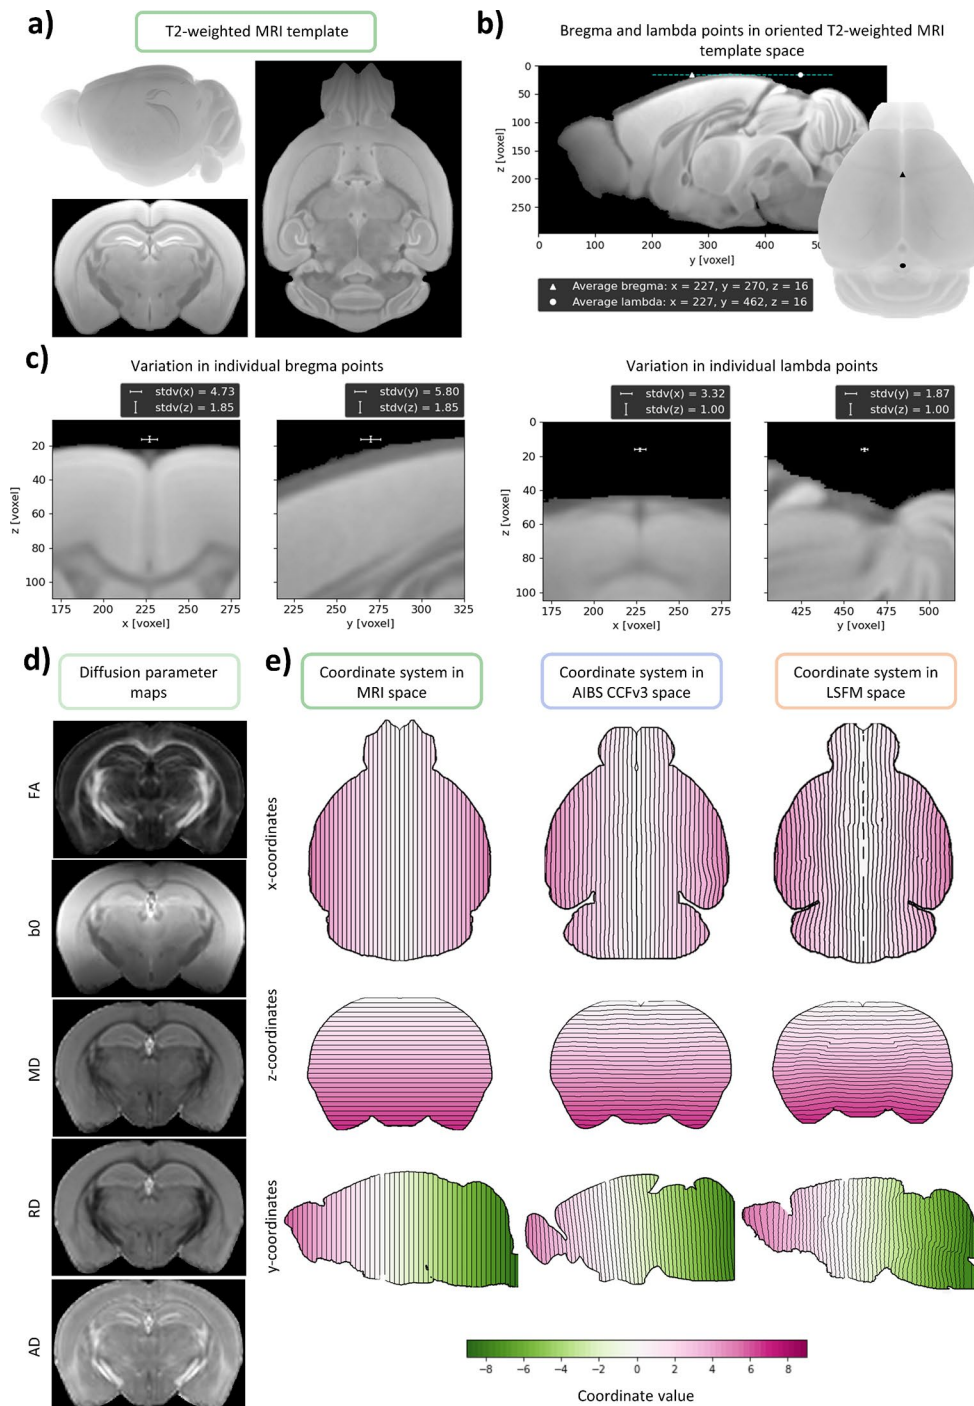 a)
T2-weighted MRI template
b)
Bregma and lambda points in oriented T2-weighted MRI
template space
0
50
100
150
200
250
z [voxel]
0
100
200
300
400
y [voxel]
Average bregma: x = 227, y = 270, z = 16
Average lambda: x = 227, y = 462, z = 16
c)
Variation in individual bregma points
stdv(x) = 4.73
stdv(z) = 1.85
stdv(y) = 5.80
stdv(z) = 1.85
20
40
60
80
100
z [voxel]
175
200
225
250
275
x [voxel]
225
250
275
300
325
y [voxel]
Variation in individual lambda points
stdv(x) = 3.32
stdv(z) = 1.00
stdv(y) = 1.87
stdv(z) = 1.00
0
20
40
60
80
100
z [voxel]
175
200
225
250
275
x [voxel]
425
450
475
500
y [voxel]
d)
Diffusion parameter
maps
FA
b0
MD
RD
AD
e)
Coordinate system in
MRI space
Coordinate system in
AIBS CCFv3 space
Coordinate system in
LSFM space
x-coordinates
z-coordinates
y-coordinates
−8
−6
−4
−2
0
2
4
6
8
Coordinate value